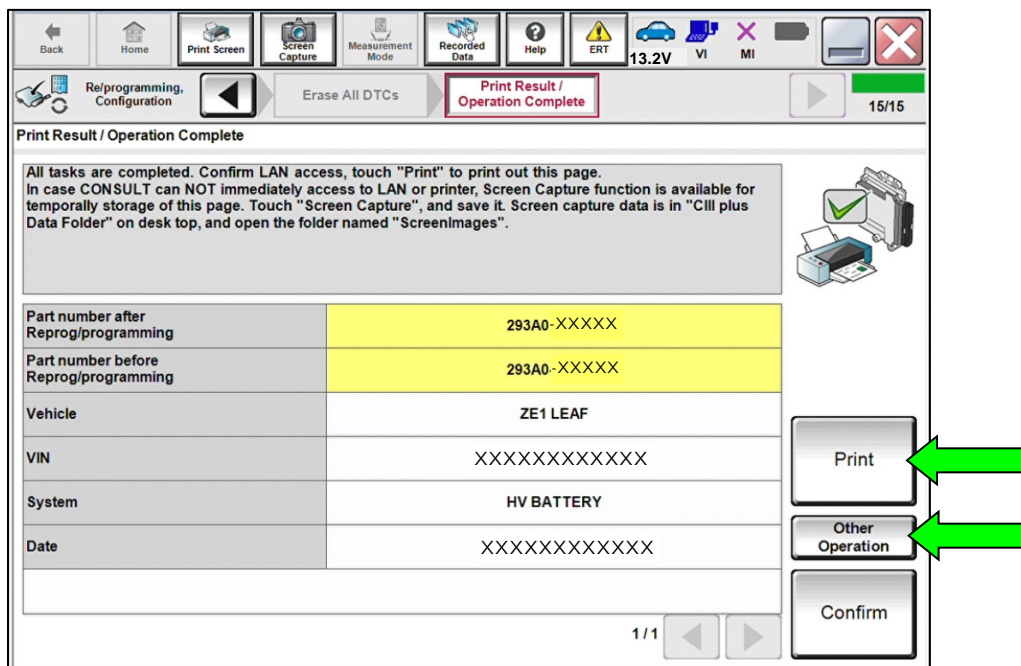 Back
Home
Print Screen
Screen
Capture
Measurement
Mode
Recorded
Data
Help
ERT
13.2V
VI
MI
Re/programming,
Configuration
Erase All DTCs
Print Result /
Operation Complete
15/15
Print Result / Operation Complete
All tasks are completed. Confirm LAN access, touch "Print" to print out this page.
In case CONSULT can NOT immediately access to LAN or printer, Screen Capture function is available for
temporally storage of this page. Touch "Screen Capture", and save it. Screen capture data is in "CIII plus
Data Folder" on desk top, and open the folder named "ScreenImages".
Part number after
Reprog/programming
293A0-XXXXX
Part number before
Reprog/programming
293A0-XXXXX
Vehicle
ZE1 LEAF
VIN
XXXXXXXXXXXX
System
HV BATTERY
Date
XXXXXXXXXXXX
Print
Other
Operation
Confirm
1/1